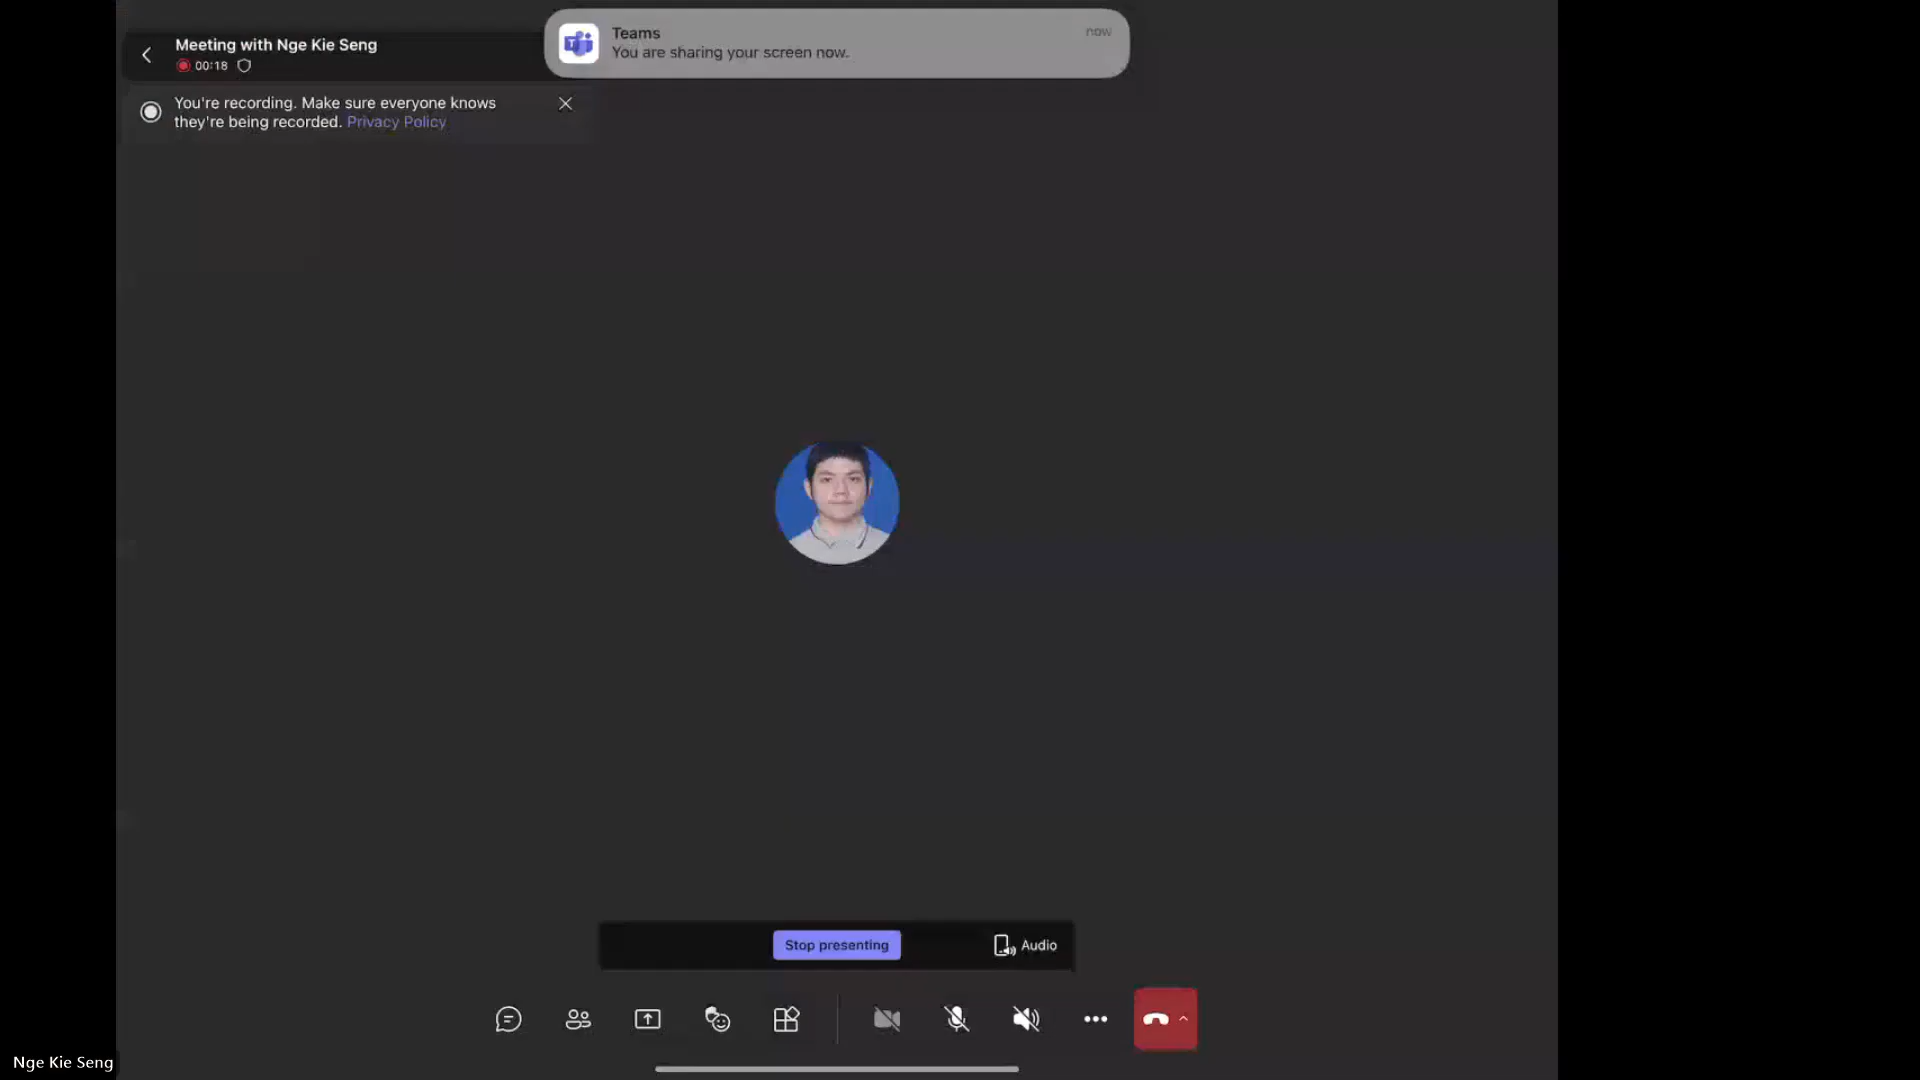 Meeting with Nge Kie Seng
00:18
Teams
now
You are sharing your screen now.
You're recording. Make sure everyone knows
they're being recorded. Privacy Policy
Stop presenting
Audio
Nge Kie Seng